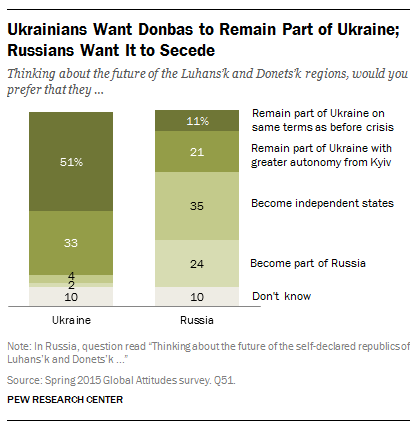 Ukrainians Want Donbas to Remain Part of Ukraine;
Russians Want It to Secede
Thinking about the future of the Luhans'k and Donets'k regions, would you
prefer that they ...
51%
33
4
2
10
Ukraine
11%
21
35
24
10
Russia
Remain part of Ukraine on
same terms as before crisis
Remain part of Ukraine with
greater autonomy from Kyiv
Become independent states
Become part of Russia
Don't know
Note: In Russia, question read "Thinking about the future of the self-declared republics of
Luhans'k and Donets'k ..."
Source: Spring 2015 Global Attitudes survey. Q51.
PEW RESEARCH CENTER